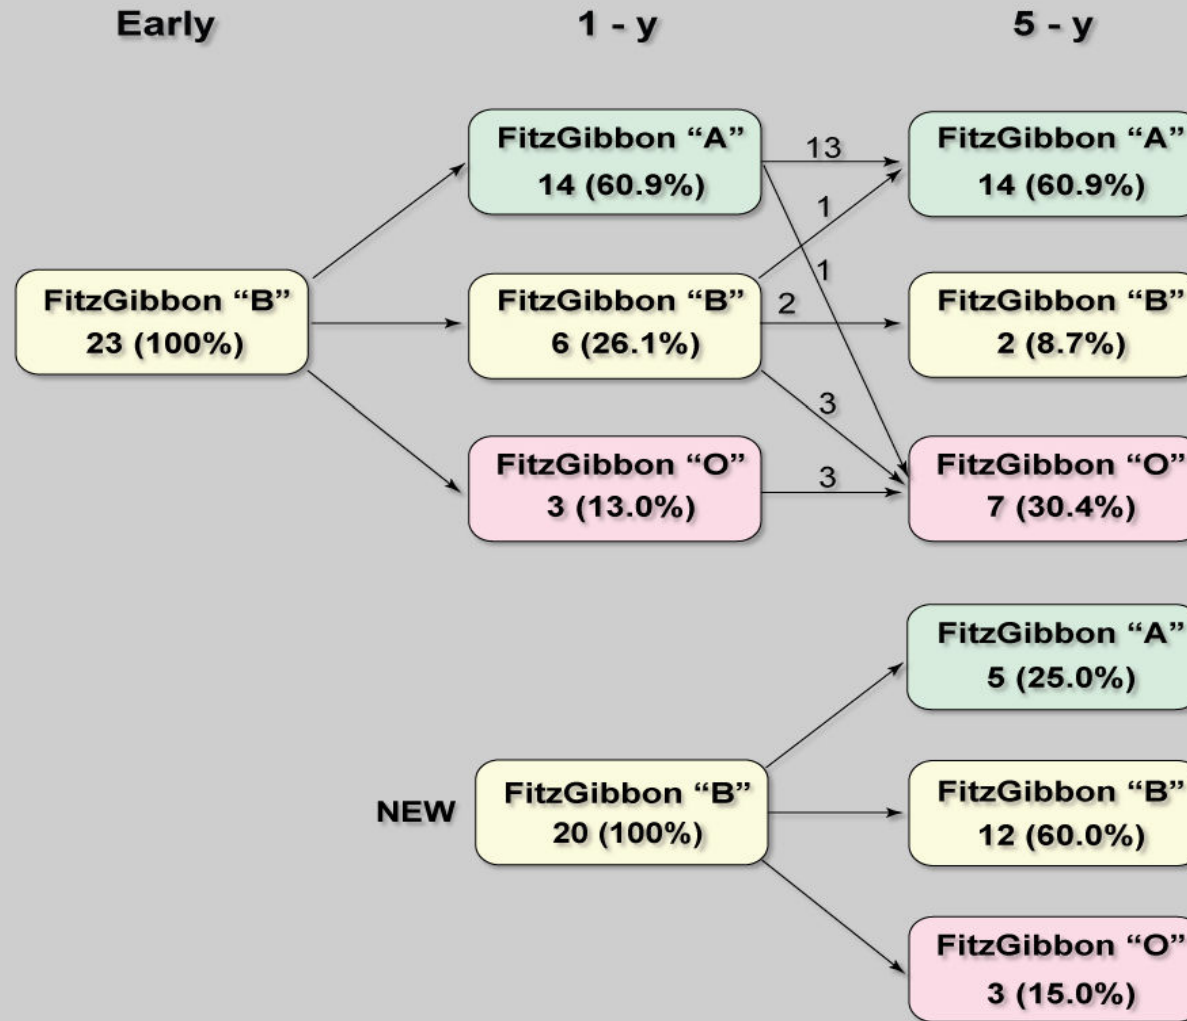 Early
1 - y
5 - y
FitzGibbon “A”
14 (60.9%)
13
FitzGibbon “A”
14 (60.9%)
1
1
FitzGibbon “B”
23 (100%)
FitzGibbon “B”
6 (26.1%)
2
FitzGibbon “B”
2 (8.7%)
3
FitzGibbon “O”
3 (13.0%)
3
FitzGibbon “O”
7 (30.4%)
FitzGibbon “A”
5 (25.0%)
NEW
FitzGibbon “B”
20 (100%)
FitzGibbon “B”
12 (60.0%)
FitzGibbon “O”
3 (15.0%)